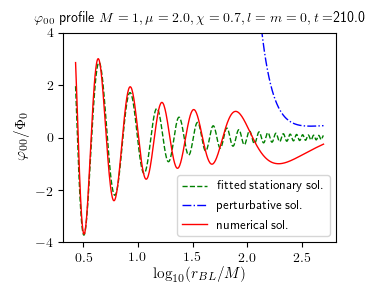 φ₀₀ profile M = 1, μ = 2.0, χ = 0.7, l = m = 0, t =210.0
φ₀₀/Φ₀
4
2
0
−2
−4
fitted stationary sol.
perturbative sol.
numerical sol.
0.5 1.0 1.5 2.0 2.5
log₁₀(r_BL/M)